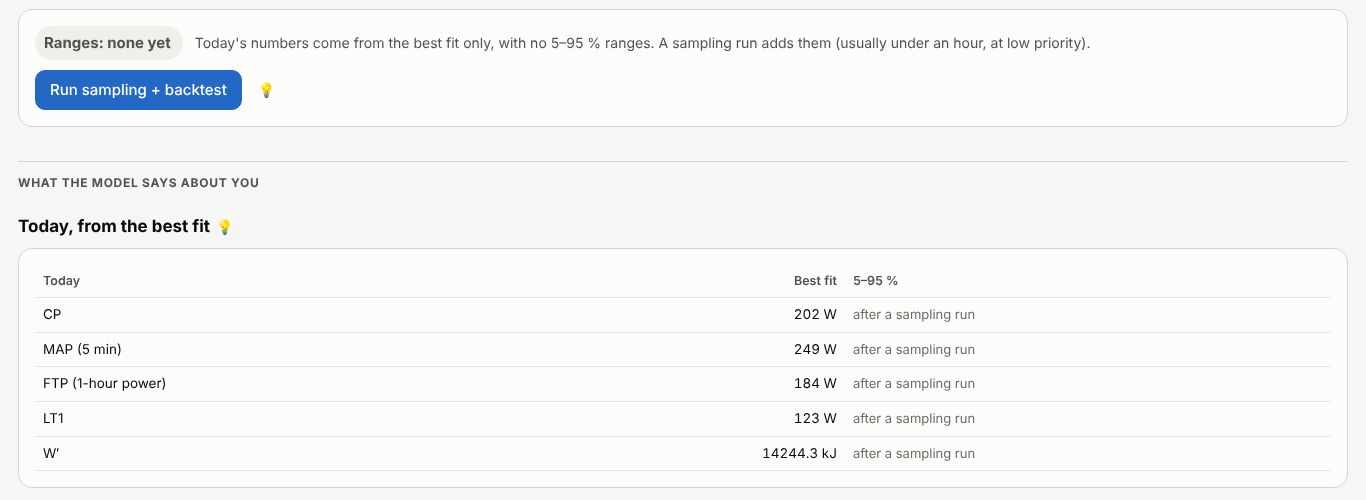 Ranges: none yet Today's numbers come from the best fit only, with no 5–95 % ranges. A sampling run adds them (usually under an hour, at low priority).
Run sampling + backtest 💡
WHAT THE MODEL SAYS ABOUT YOU
Today, from the best fit 💡
Today Best fit 5–95 %
CP 202 W after a sampling run
MAP (5 min) 249 W after a sampling run
FTP (1-hour power) 184 W after a sampling run
LT1 123 W after a sampling run
W′ 14244.3 kJ after a sampling run